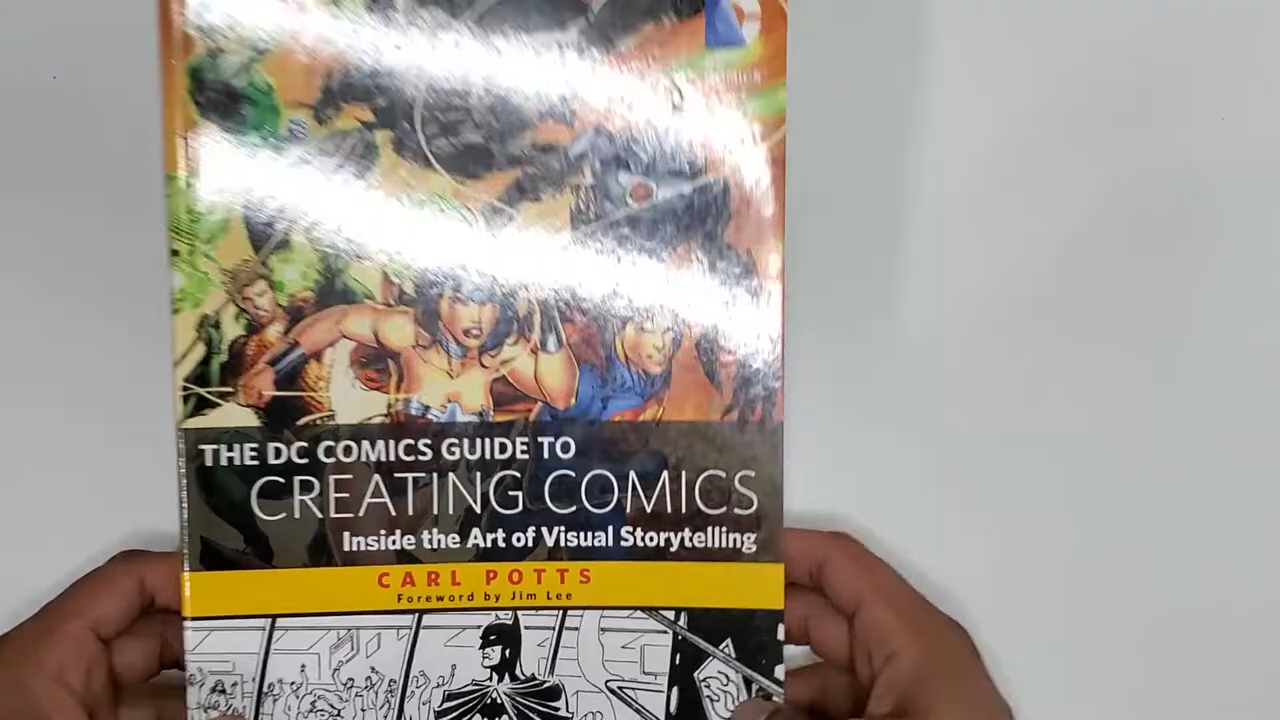 THE DC COMICS GUIDE TO
CREATING COMICS
Inside the Art of Visual Storytelling
CARL POTTS
Foreword by Jim Lee